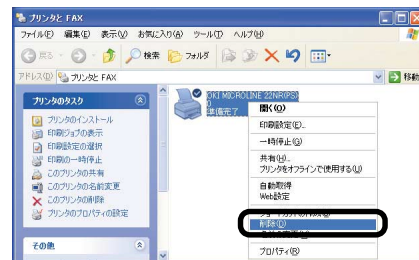 プリンタと FAX
ファイル(F) 編集(E) 表示(V) お気に入り(A) ツール(T) ヘルプ(H)
戻る 検索 フォルダ
アドレス(D) プリンタと FAX 移動
プリンタのタスク
プリンタのインストール
印刷ジョブの表示
印刷設定の選択
印刷の一時停止
このプリンタの共有
このプリンタの名前変更
このプリンタの削除
プリンタのプロパティの設定
その他
OKI MICROLINE 22NR(PS)
0
準備完了
開く(O)
印刷設定(E)...
一時停止(G)
共有(H)...
プリンタをオフラインで使用する(U)
自動取得
Web設定
削除(D)
プロパティ(R)